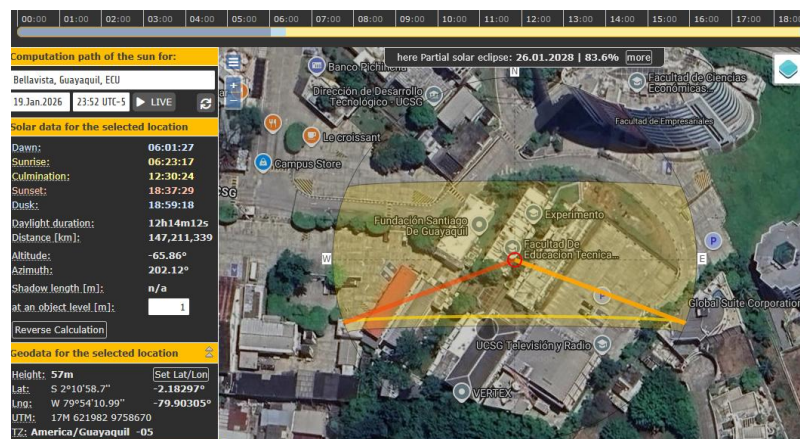 00:00 01:00 02:00 03:00 04:00 05:00 06:00 07:00 08:00 09:00 10:00 11:00 12:00 13:00 14:00 15:00 16:00 17:00 18:00
Computation path of the sun for:
Bellavista, Guayaquil, ECU
19.Jan.2026 23:52 UTC-5 LIVE
Solar data for the selected location
Dawn: 06:01:27
Sunrise: 06:23:17
Culmination: 12:30:24
Sunset: 18:37:29
Dusk: 18:59:18
Daylight duration: 12h14m12s
Distance [km]: 147,211,339
Altitude: -65.86°
Azimuth: 202.12°
Shadow length [m]: n/a
at an object level [m]: 1
Reverse Calculation
Geodata for the selected location
Height: 57m Set Lat/Lon
Lat: S 2°10'58.7'' -2.18297°
Lng: W 79°54'10.99'' -79.90305°
UTM: 17M 621982 9758670
TZ: America/Guayaquil -05
here Partial solar eclipse: 26.01.2028 | 83.6% more
+
−
N
Banco Pichincha
Dirección de Desarrollo
Tecnológico - UCSG
Facultad de Ciencias
Económicas...
Facultad de Empresariales
Le croissant
Campus Store
SG
Fundación Santiago
De Guayaquil
Experimento
Facultad De
Educacion Tecnica...
P
W
E
P
Global Suite Corporation
UCSG Televisión y Radio
VERTEX